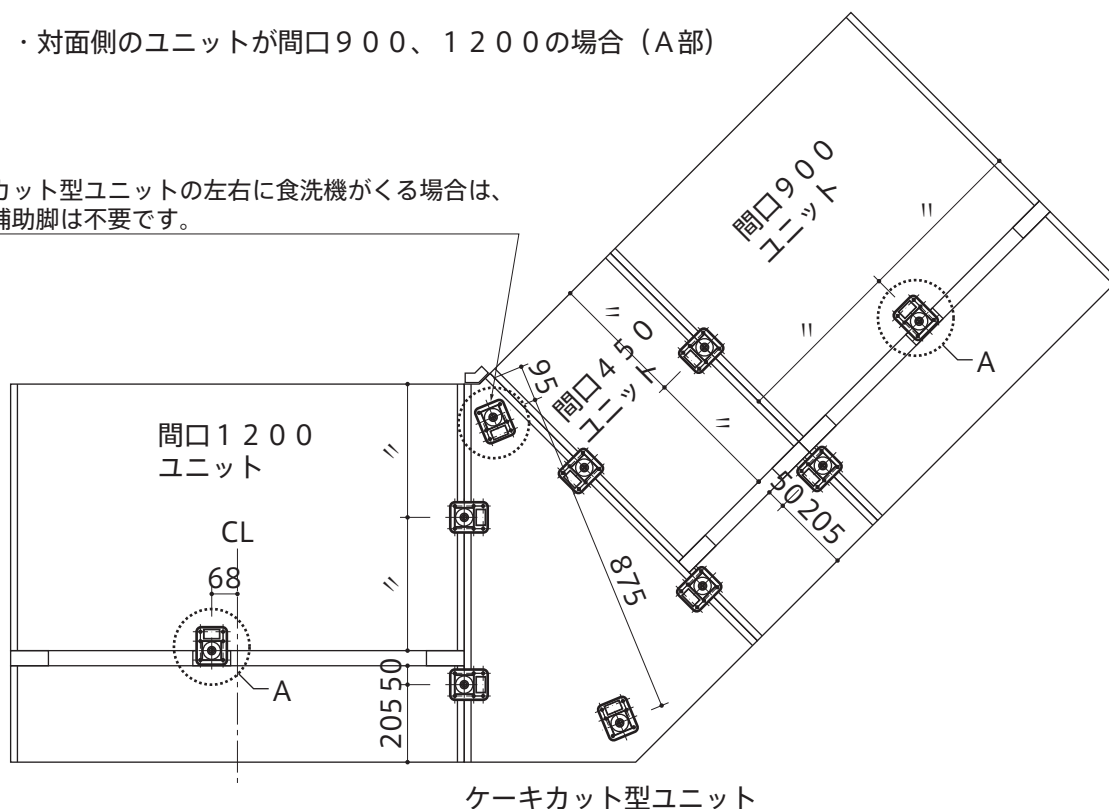 ・対面側のユニットが間口９００、１２００の場合（Ａ部）
カット型ユニットの左右に食洗機がくる場合は、
補助脚は不要です。
間口９００
ユニット
〃
〃
A
間口４５０
ユニット
〃
〃
95
50
205
875
間口１２００
ユニット
〃
〃
CL
68
A
50
205
ケーキカット型ユニット